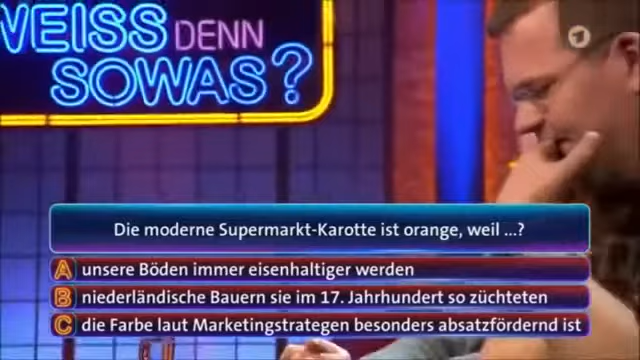 WEISS DENN
SOWAS?
Die moderne Supermarkt-Karotte ist orange, weil ...?
A unsere Böden immer eisenhaltiger werden
B niederländische Bauern sie im 17. Jahrhundert so züchteten
C die Farbe laut Marketingstrategen besonders absatzfördernd ist